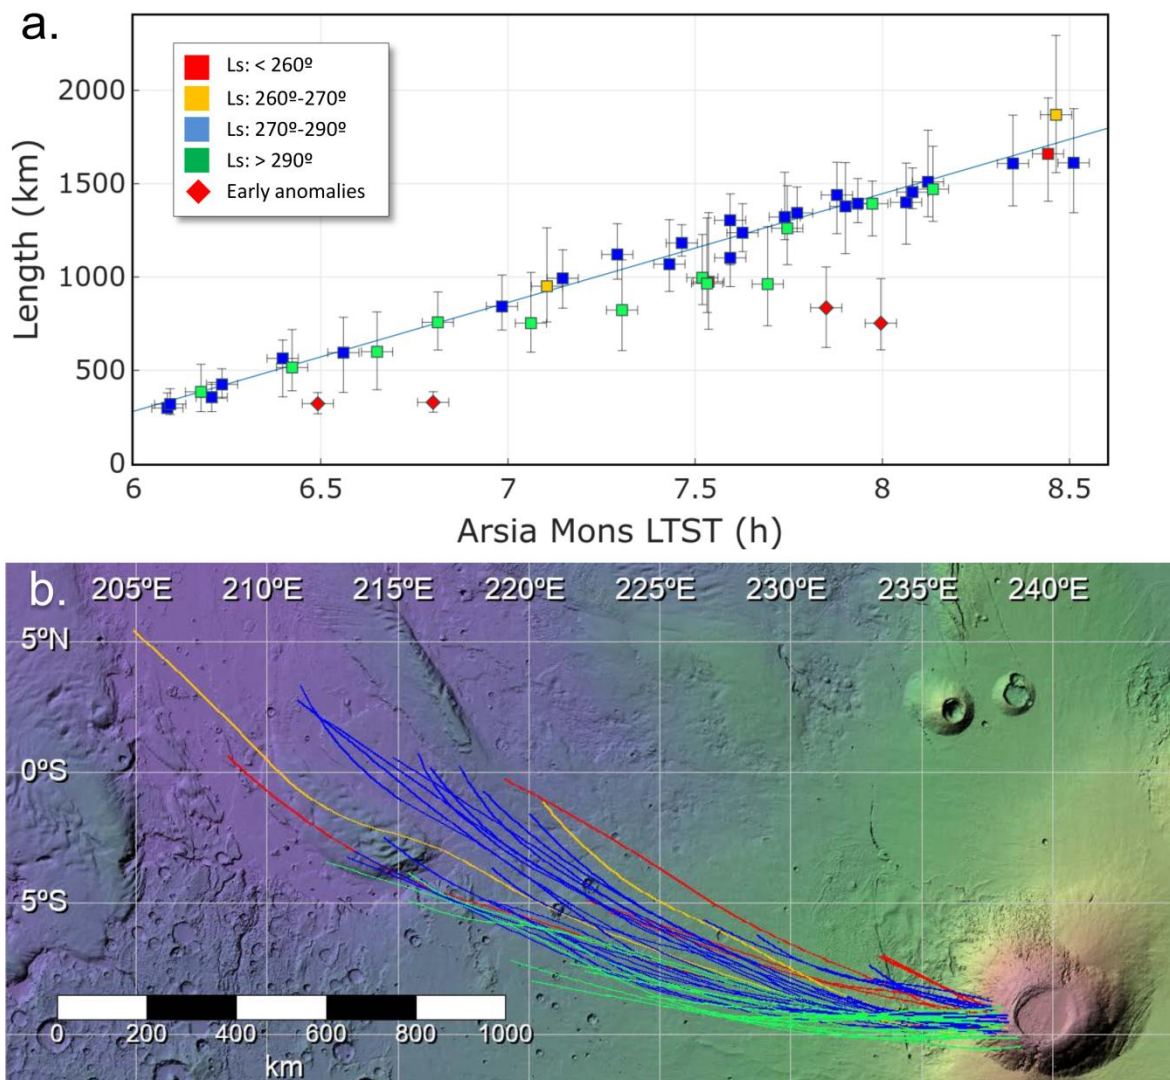 a.
Ls: < 260º
Ls: 260º-270º
Ls: 270º-290º
Ls: > 290º
Early anomalies
Length (km)
2000
1500
1000
500
0
6 6.5 7 7.5 8 8.5
Arsia Mons LTST (h)
b.
205ºE 210ºE 215ºE 220ºE 225ºE 230ºE 235ºE 240ºE
5ºN
0ºS
5ºS
0 200 400 600 800 1000
km